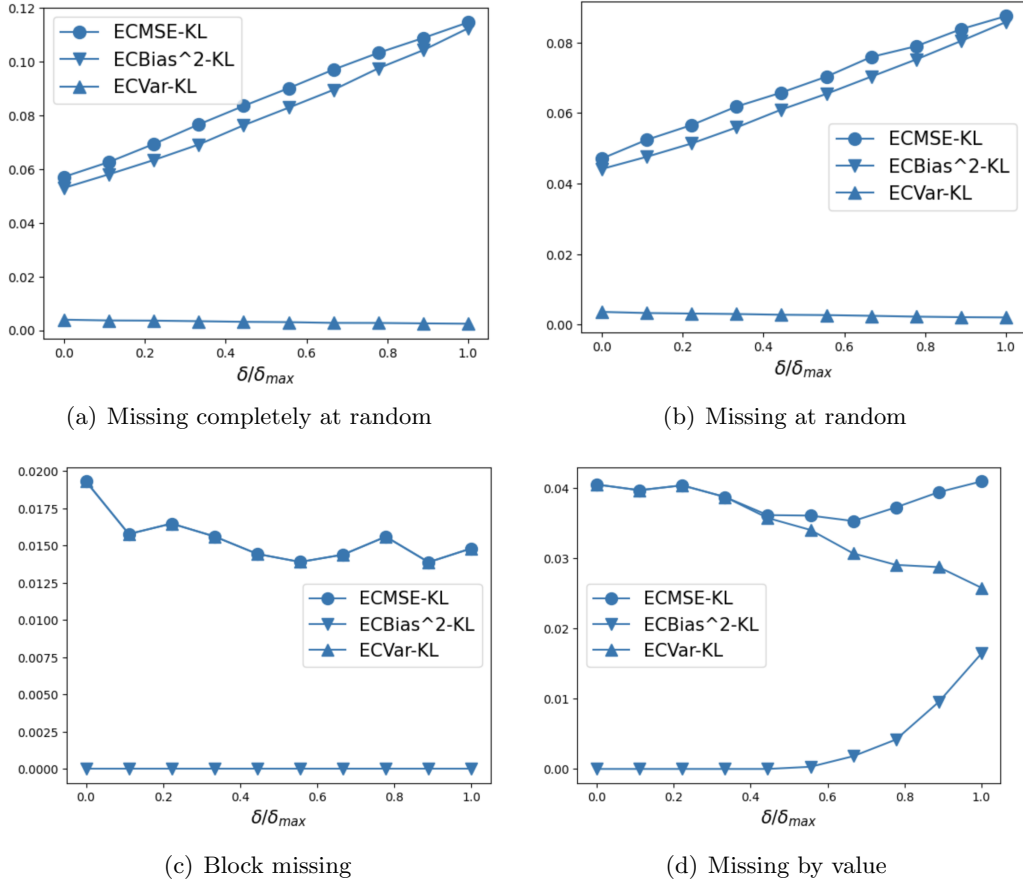 0.12
0.10
0.08
0.06
0.04
0.02
0.00
ECMSE-KL
ECBias^2-KL
ECVar-KL
0.0 0.2 0.4 0.6 0.8 1.0
δ/δmax
(a) Missing completely at random
0.08
0.06
0.04
0.02
0.00
ECMSE-KL
ECBias^2-KL
ECVar-KL
0.0 0.2 0.4 0.6 0.8 1.0
δ/δmax
(b) Missing at random
0.0200
0.0175
0.0150
0.0125
0.0100
0.0075
0.0050
0.0025
0.0000
ECMSE-KL
ECBias^2-KL
ECVar-KL
0.0 0.2 0.4 0.6 0.8 1.0
δ/δmax
(c) Block missing
0.04
0.03
0.02
0.01
0.00
ECMSE-KL
ECBias^2-KL
ECVar-KL
0.0 0.2 0.4 0.6 0.8 1.0
δ/δmax
(d) Missing by value